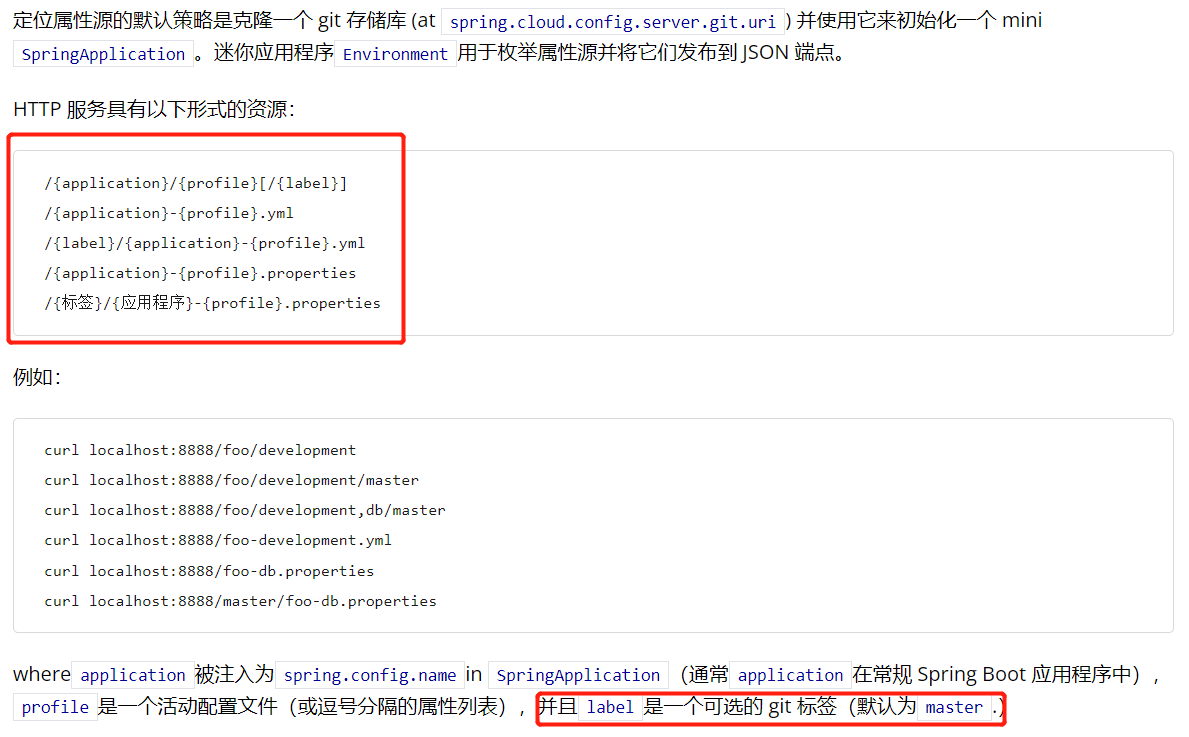 定位属性源的默认策略是克隆一个 git 存储库 (at spring.cloud.config.server.git.uri ) 并使用它来初始化一个 mini
SpringApplication 。迷你应用程序 Environment 用于枚举属性源并将它们发布到 JSON 端点。
HTTP 服务具有以下形式的资源：
/{application}/{profile}[/{label}]
/{application}-{profile}.yml
/{label}/{application}-{profile}.yml
/{application}-{profile}.properties
/{标签}/{应用程序}-{profile}.properties
例如：
curl localhost:8888/foo/development
curl localhost:8888/foo/development/master
curl localhost:8888/foo/development,db/master
curl localhost:8888/foo-development.yml
curl localhost:8888/foo-db.properties
curl localhost:8888/master/foo-db.properties
where application 被注入为 spring.config.name in SpringApplication （通常 application 在常规 Spring Boot 应用程序中），
profile 是一个活动配置文件（或逗号分隔的属性列表），并且 label 是一个可选的 git 标签（默认为 master .）